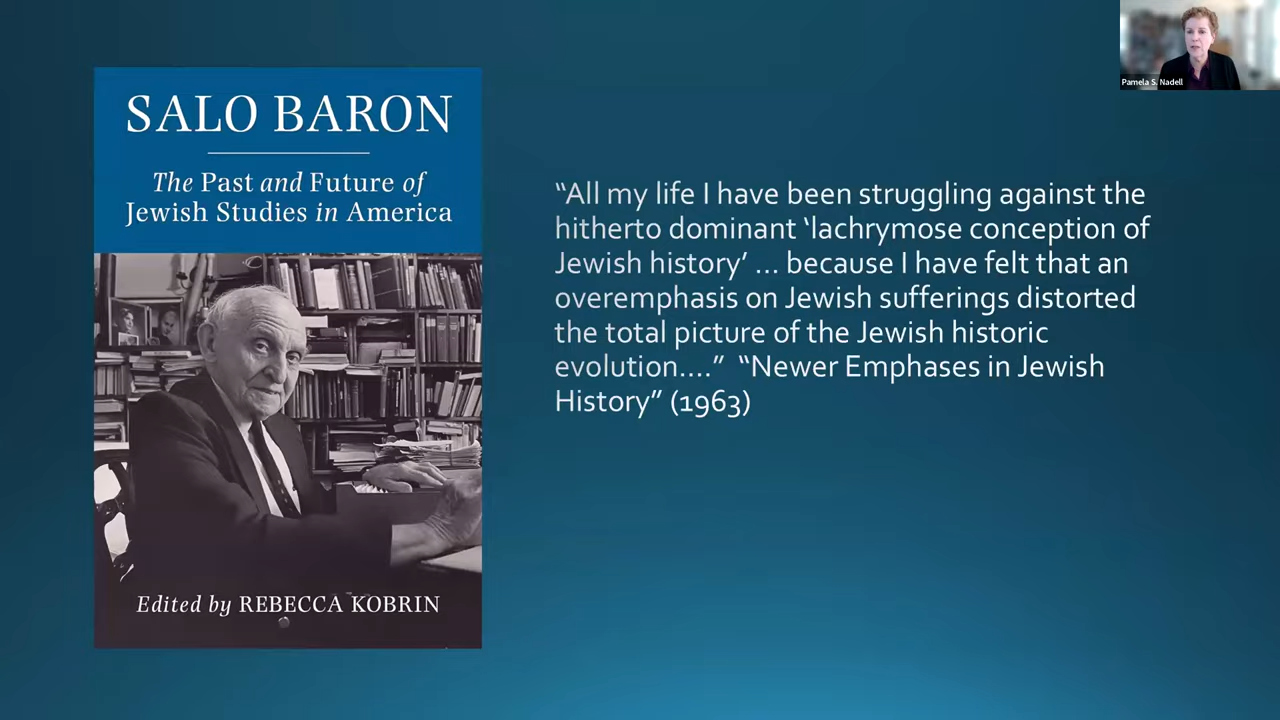 SALO BARON
The Past and Future of
Jewish Studies in America
Edited by REBECCA KOBRIN
“All my life I have been struggling against the
hitherto dominant ‘lachrymose conception of
Jewish history’ ... because I have felt that an
overemphasis on Jewish sufferings distorted
the total picture of the Jewish historic
evolution....” “Newer Emphases in Jewish
History” (1963)
Pamela S. Nadell